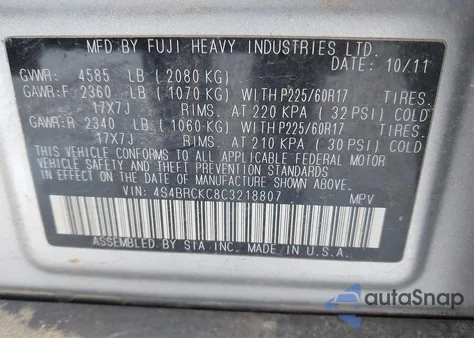 MFD BY FUJI HEAVY INDUSTRIES LTD.
DATE: 10/11
GVWR: 4585 LB (2080 KG)
GAWR:F 2360 LB (1070 KG) WITH P225/60R17 TIRES.
17X7J RIMS. AT 220 KPA (32 PSI) COLD
GAWR:R 2340 LB (1060 KG) WITH P225/60R17 TIRES.
17X7J RIMS. AT 210 KPA (30 PSI) COLD
THIS VEHICLE CONFORMS TO ALL APPLICABLE FEDERAL MOTOR
VEHICLE SAFETY AND THEFT PREVENTION STANDARDS
IN EFFECT ON THE DATE OF MANUFACTURE SHOWN ABOVE.
VIN: 4S4BRCKC8C3218807 MPV
ASSEMBLED BY SIA INC. MADE IN U.S.A.
autoSnap